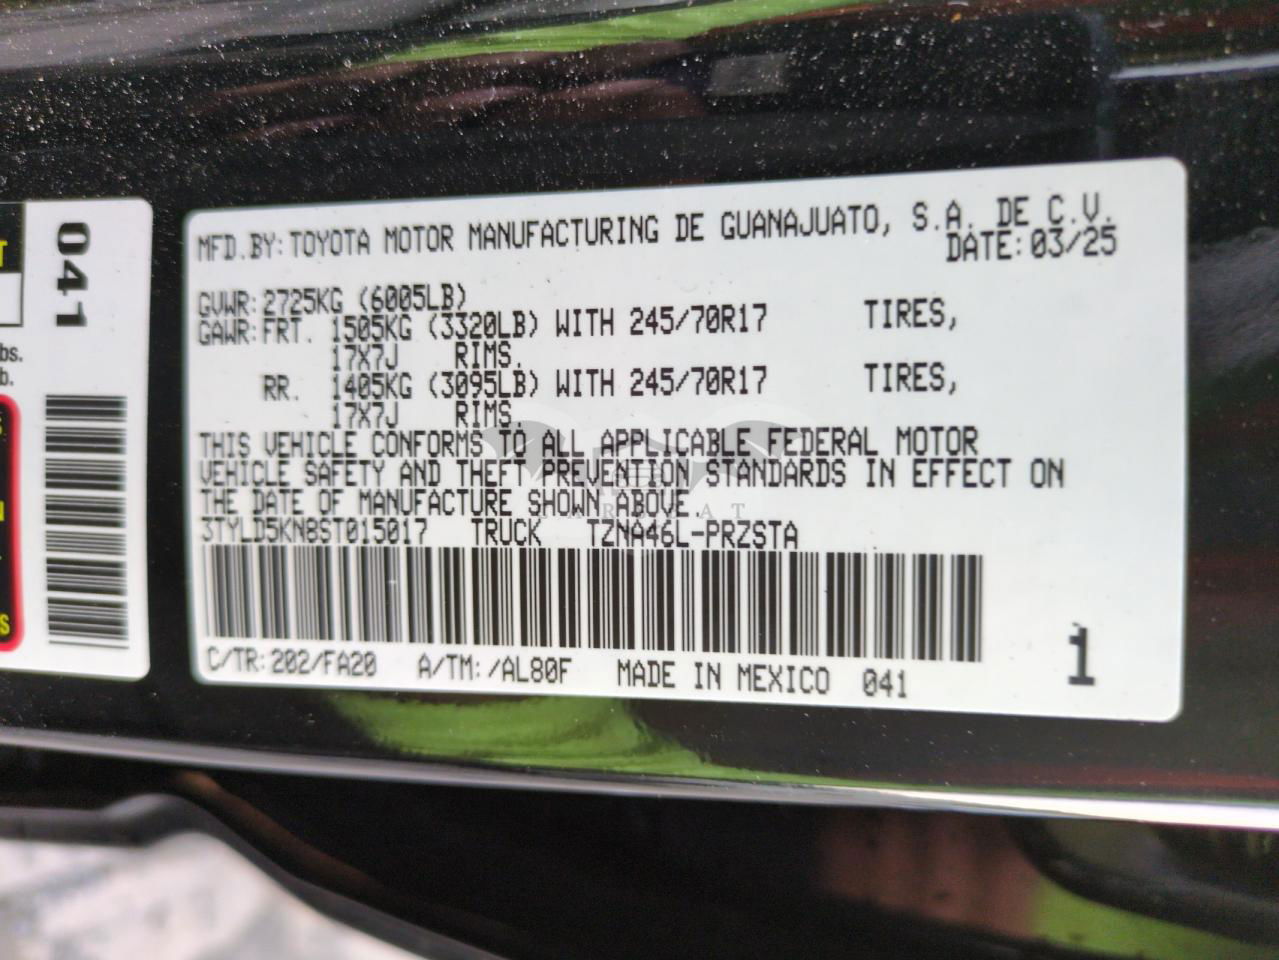 041
T
bs.
b.
S
N
S
MFD.BY: TOYOTA MOTOR MANUFACTURING DE GUANAJUATO, S.A. DE C.V.
DATE: 03/25
GVWR: 2725KG (6005LB)
GAWR: FRT. 1505KG (3320LB) WITH 245/70R17 TIRES,
17X7J RIMS.
RR. 1405KG (3095LB) WITH 245/70R17 TIRES,
17X7J RIMS.
THIS VEHICLE CONFORMS TO ALL APPLICABLE FEDERAL MOTOR
VEHICLE SAFETY AND THEFT PREVENTION STANDARDS IN EFFECT ON
THE DATE OF MANUFACTURE SHOWN ABOVE.
3TYLD5KN8ST015017 TRUCK TZNA46L-PRZSTA
C/TR: 202/FA20 A/TM: /AL80F MADE IN MEXICO 041
1